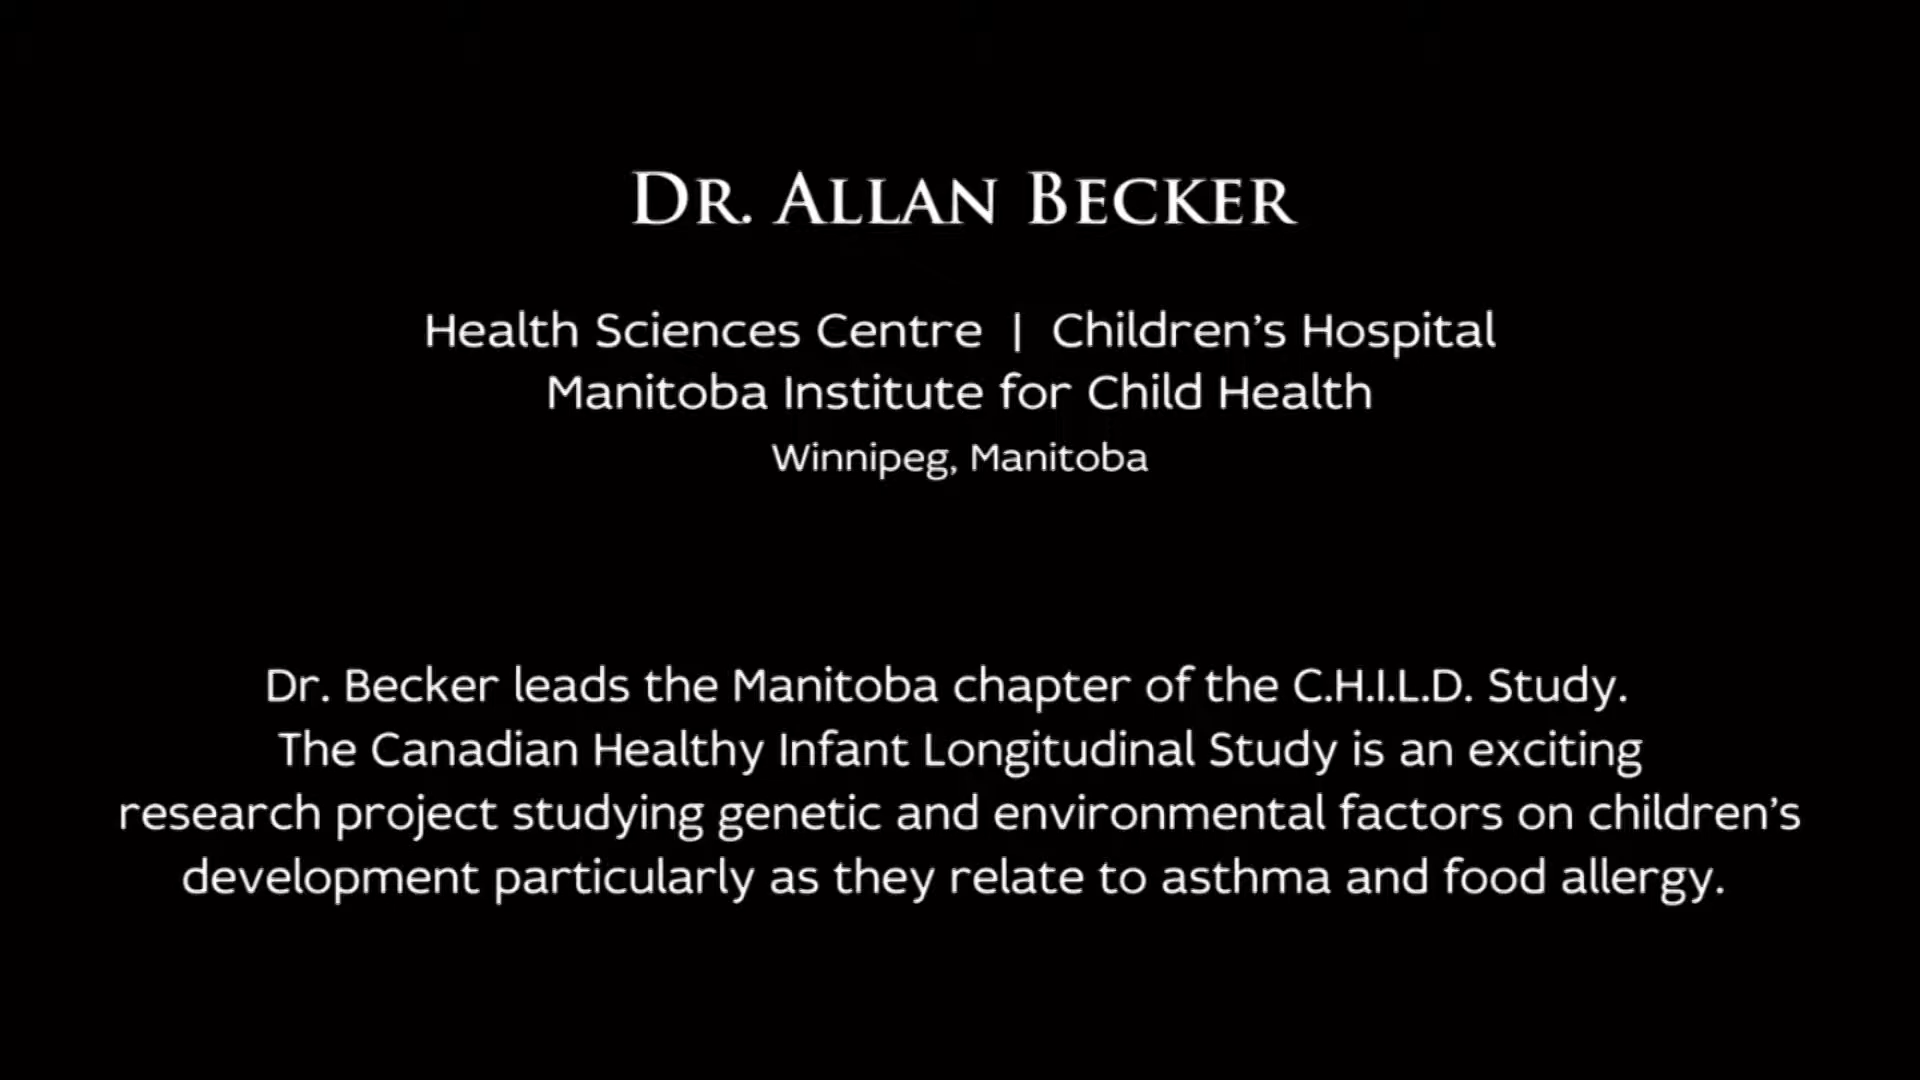 Dr. Allan Becker
Health Sciences Centre | Children's Hospital
Manitoba Institute for Child Health
Winnipeg, Manitoba
Dr. Becker leads the Manitoba chapter of the C.H.I.L.D. Study.
The Canadian Healthy Infant Longitudinal Study is an exciting
research project studying genetic and environmental factors on children's
development particularly as they relate to asthma and food allergy.